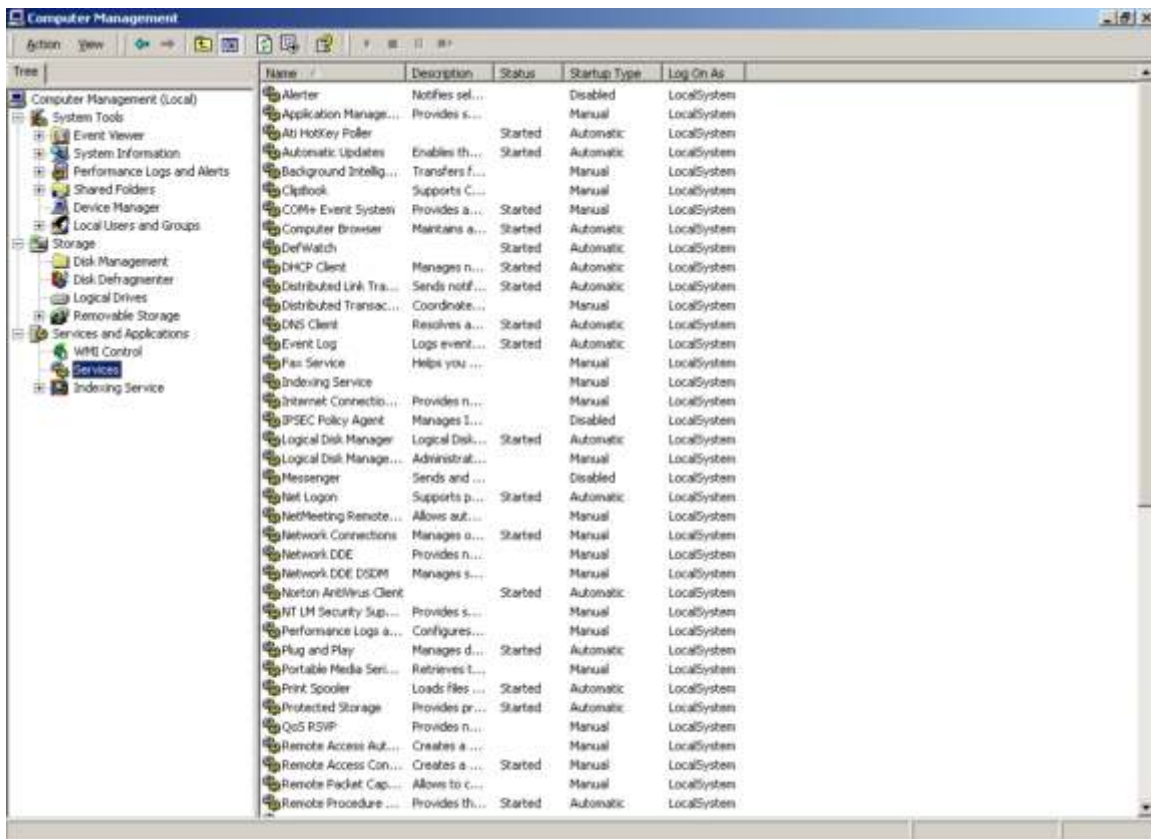 Computer Management
Action View
Tree
Computer Management (Local)
System Tools
Event Viewer
System Information
Performance Logs and Alerts
Shared Folders
Device Manager
Local Users and Groups
Storage
Disk Management
Disk Defragmenter
Logical Drives
Removable Storage
Services and Applications
WMI Control
Services
Indexing Service
Name Description Status Startup Type Log On As
Alerter Notifies sel... Disabled LocalSystem
Application Manage... Provides s... Manual LocalSystem
Ati HotKey Poller Started Automatic LocalSystem
Automatic Updates Enables th... Started Automatic LocalSystem
Background Intellig... Transfers f... Manual LocalSystem
ClipBook Supports C... Manual LocalSystem
COM+ Event System Provides a... Started Manual LocalSystem
Computer Browser Maintains a... Started Automatic LocalSystem
DefWatch Started Automatic LocalSystem
DHCP Client Manages n... Started Automatic LocalSystem
Distributed Link Tra... Sends notif... Started Automatic LocalSystem
Distributed Transac... Coordinate... Manual LocalSystem
DNS Client Resolves a... Started Automatic LocalSystem
Event Log Logs event... Started Automatic LocalSystem
Fax Service Helps you ... Manual LocalSystem
Indexing Service Manual LocalSystem
Internet Connectio... Provides n... Manual LocalSystem
IPSEC Policy Agent Manages I... Disabled LocalSystem
Logical Disk Manager Logical Disk... Started Automatic LocalSystem
Logical Disk Manage... Administrat... Manual LocalSystem
Messenger Sends and ... Disabled LocalSystem
Net Logon Supports p... Started Automatic LocalSystem
NetMeeting Remote... Allows aut... Manual LocalSystem
Network Connections Manages o... Started Manual LocalSystem
Network DDE Provides n... Manual LocalSystem
Network DDE DSDM Manages s... Manual LocalSystem
Norton AntiVirus Client Started Automatic LocalSystem
NT LM Security Sup... Provides s... Manual LocalSystem
Performance Logs a... Configures... Manual LocalSystem
Plug and Play Manages d... Started Automatic LocalSystem
Portable Media Seri... Retrieves t... Manual LocalSystem
Print Spooler Loads files ... Started Automatic LocalSystem
Protected Storage Provides pr... Started Automatic LocalSystem
QoS RSVP Provides n... Manual LocalSystem
Remote Access Aut... Creates a ... Manual LocalSystem
Remote Access Con... Creates a ... Started Manual LocalSystem
Remote Packet Cap... Allows to c... Manual LocalSystem
Remote Procedure ... Provides th... Started Automatic LocalSystem